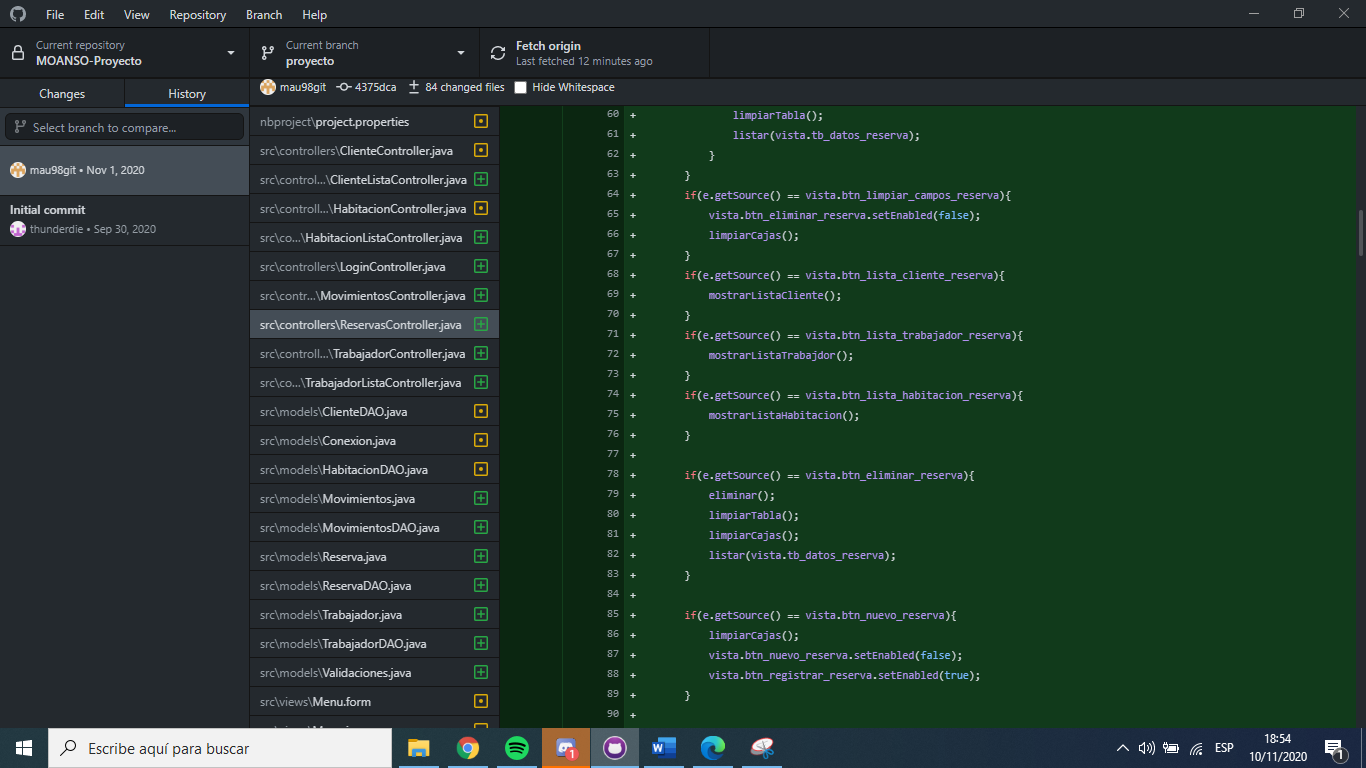 File Edit View Repository Branch Help
Current repository
MOANSO-Proyecto
Current branch
proyecto
Fetch origin
Last fetched 12 minutes ago
Changes History
mau98git 4375dca 84 changed files Hide Whitespace
Select branch to compare...
mau98git • Nov 1, 2020
Initial commit
thunderdie • Sep 30, 2020
nbproject\project.properties
src\controllers\ClienteController.java
src\control...\ClienteListaController.java
src\controll...\HabitacionController.java
src\co...\HabitacionListaController.java
src\controllers\LoginController.java
src\contr...\MovimientosController.java
src\controllers\ReservasController.java
src\controll...\TrabajadorController.java
src\co...\TrabajadorListaController.java
src\models\ClienteDAO.java
src\models\Conexion.java
src\models\HabitacionDAO.java
src\models\Movimientos.java
src\models\MovimientosDAO.java
src\models\Reserva.java
src\models\ReservaDAO.java
src\models\Trabajador.java
src\models\TrabajadorDAO.java
src\models\Validaciones.java
src\views\Menu.form
60 + limpiarTabla();
61 + listar(vista.tb_datos_reserva);
62 + }
63 + }
64 + if(e.getSource() == vista.btn_limpiar_campos_reserva){
65 + vista.btn_eliminar_reserva.setEnabled(false);
66 + limpiarCajas();
67 + }
68 + if(e.getSource() == vista.btn_lista_cliente_reserva){
69 + mostrarListaCliente();
70 + }
71 + if(e.getSource() == vista.btn_lista_trabajador_reserva){
72 + mostrarListaTrabajdor();
73 + }
74 + if(e.getSource() == vista.btn_lista_habitacion_reserva){
75 + mostrarListaHabitacion();
76 + }
77 +
78 + if(e.getSource() == vista.btn_eliminar_reserva){
79 + eliminar();
80 + limpiarTabla();
81 + limpiarCajas();
82 + listar(vista.tb_datos_reserva);
83 + }
84 +
85 + if(e.getSource() == vista.btn_nuevo_reserva){
86 + limpiarCajas();
87 + vista.btn_nuevo_reserva.setEnabled(false);
88 + vista.btn_registrar_reserva.setEnabled(true);
89 + }
90 +
Escribe aquí para buscar
1
W
ESP
18:54
10/11/2020
1